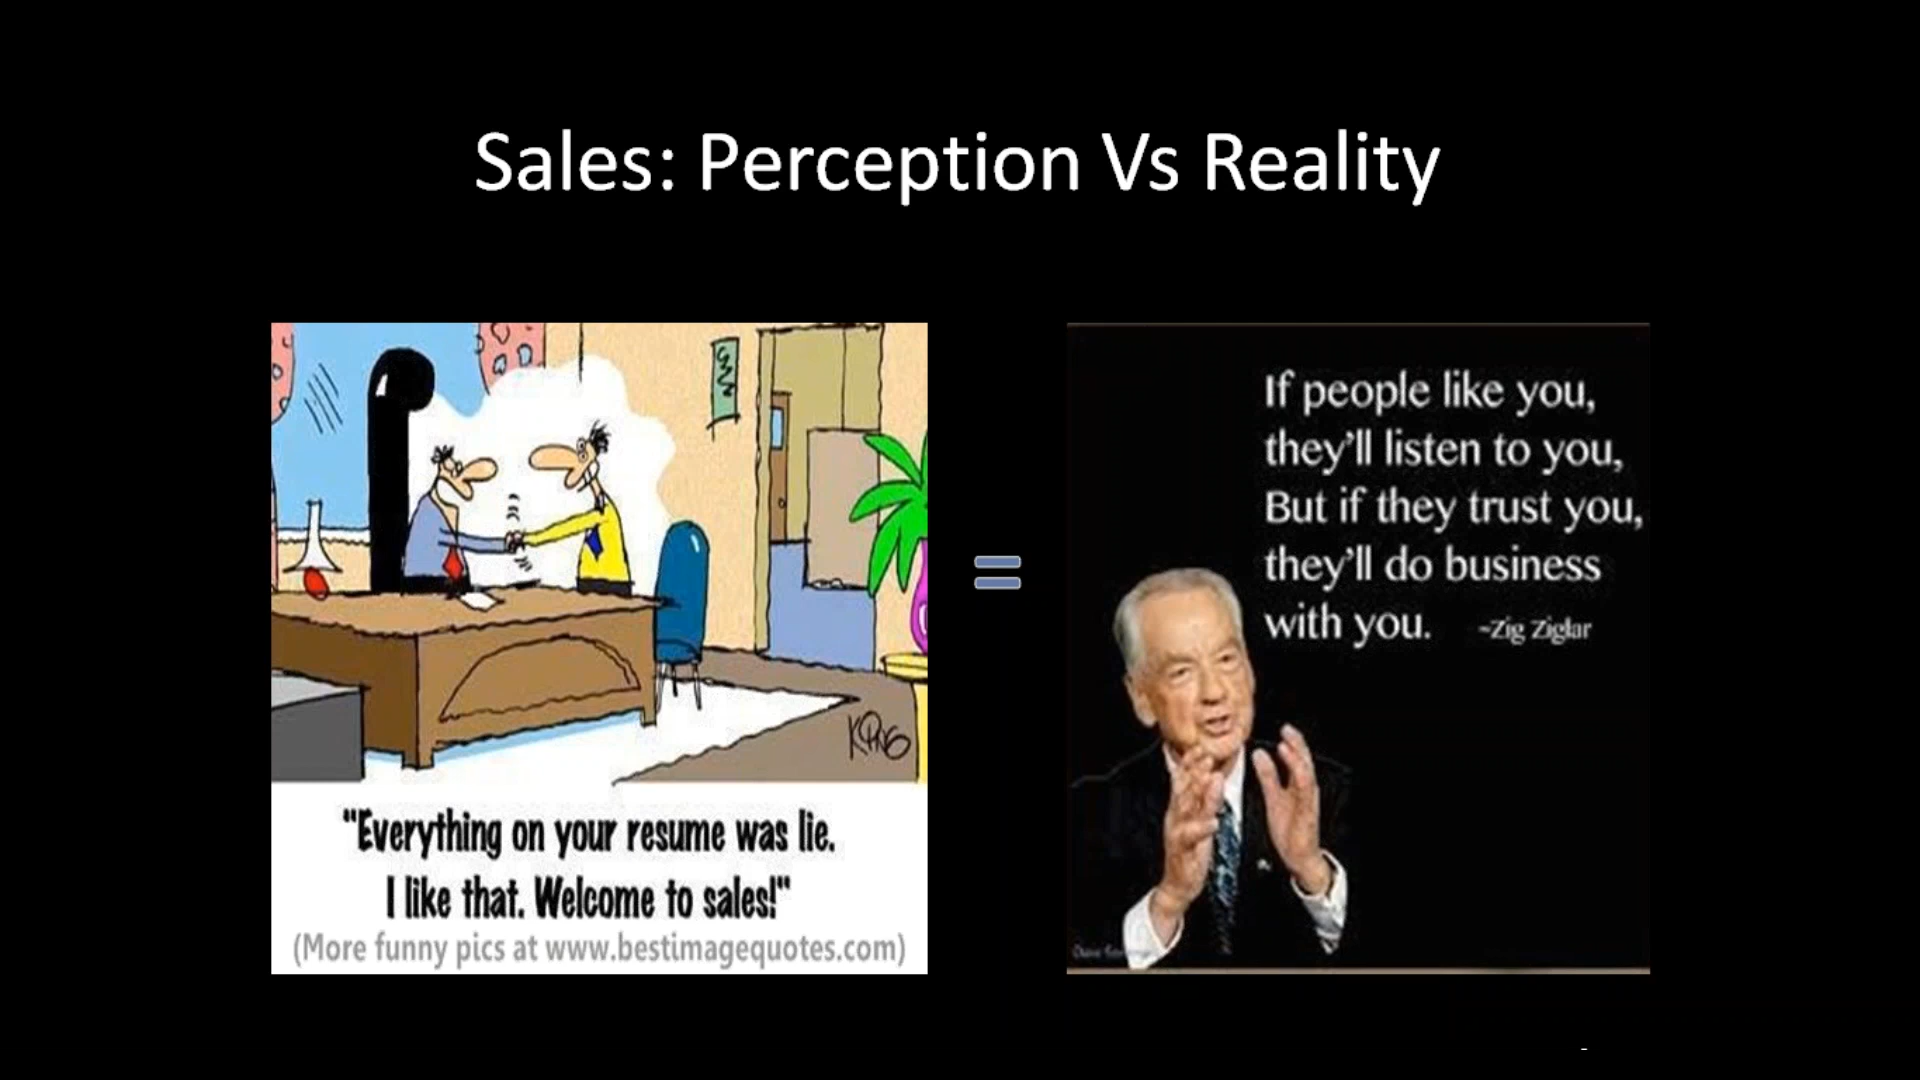 Sales: Perception Vs Reality
"Everything on your resume was lie.
I like that. Welcome to sales!"
(More funny pics at www.bestimagequotes.com)
If people like you,
they'll listen to you,
But if they trust you,
they'll do business
with you. ~Zig Ziglar